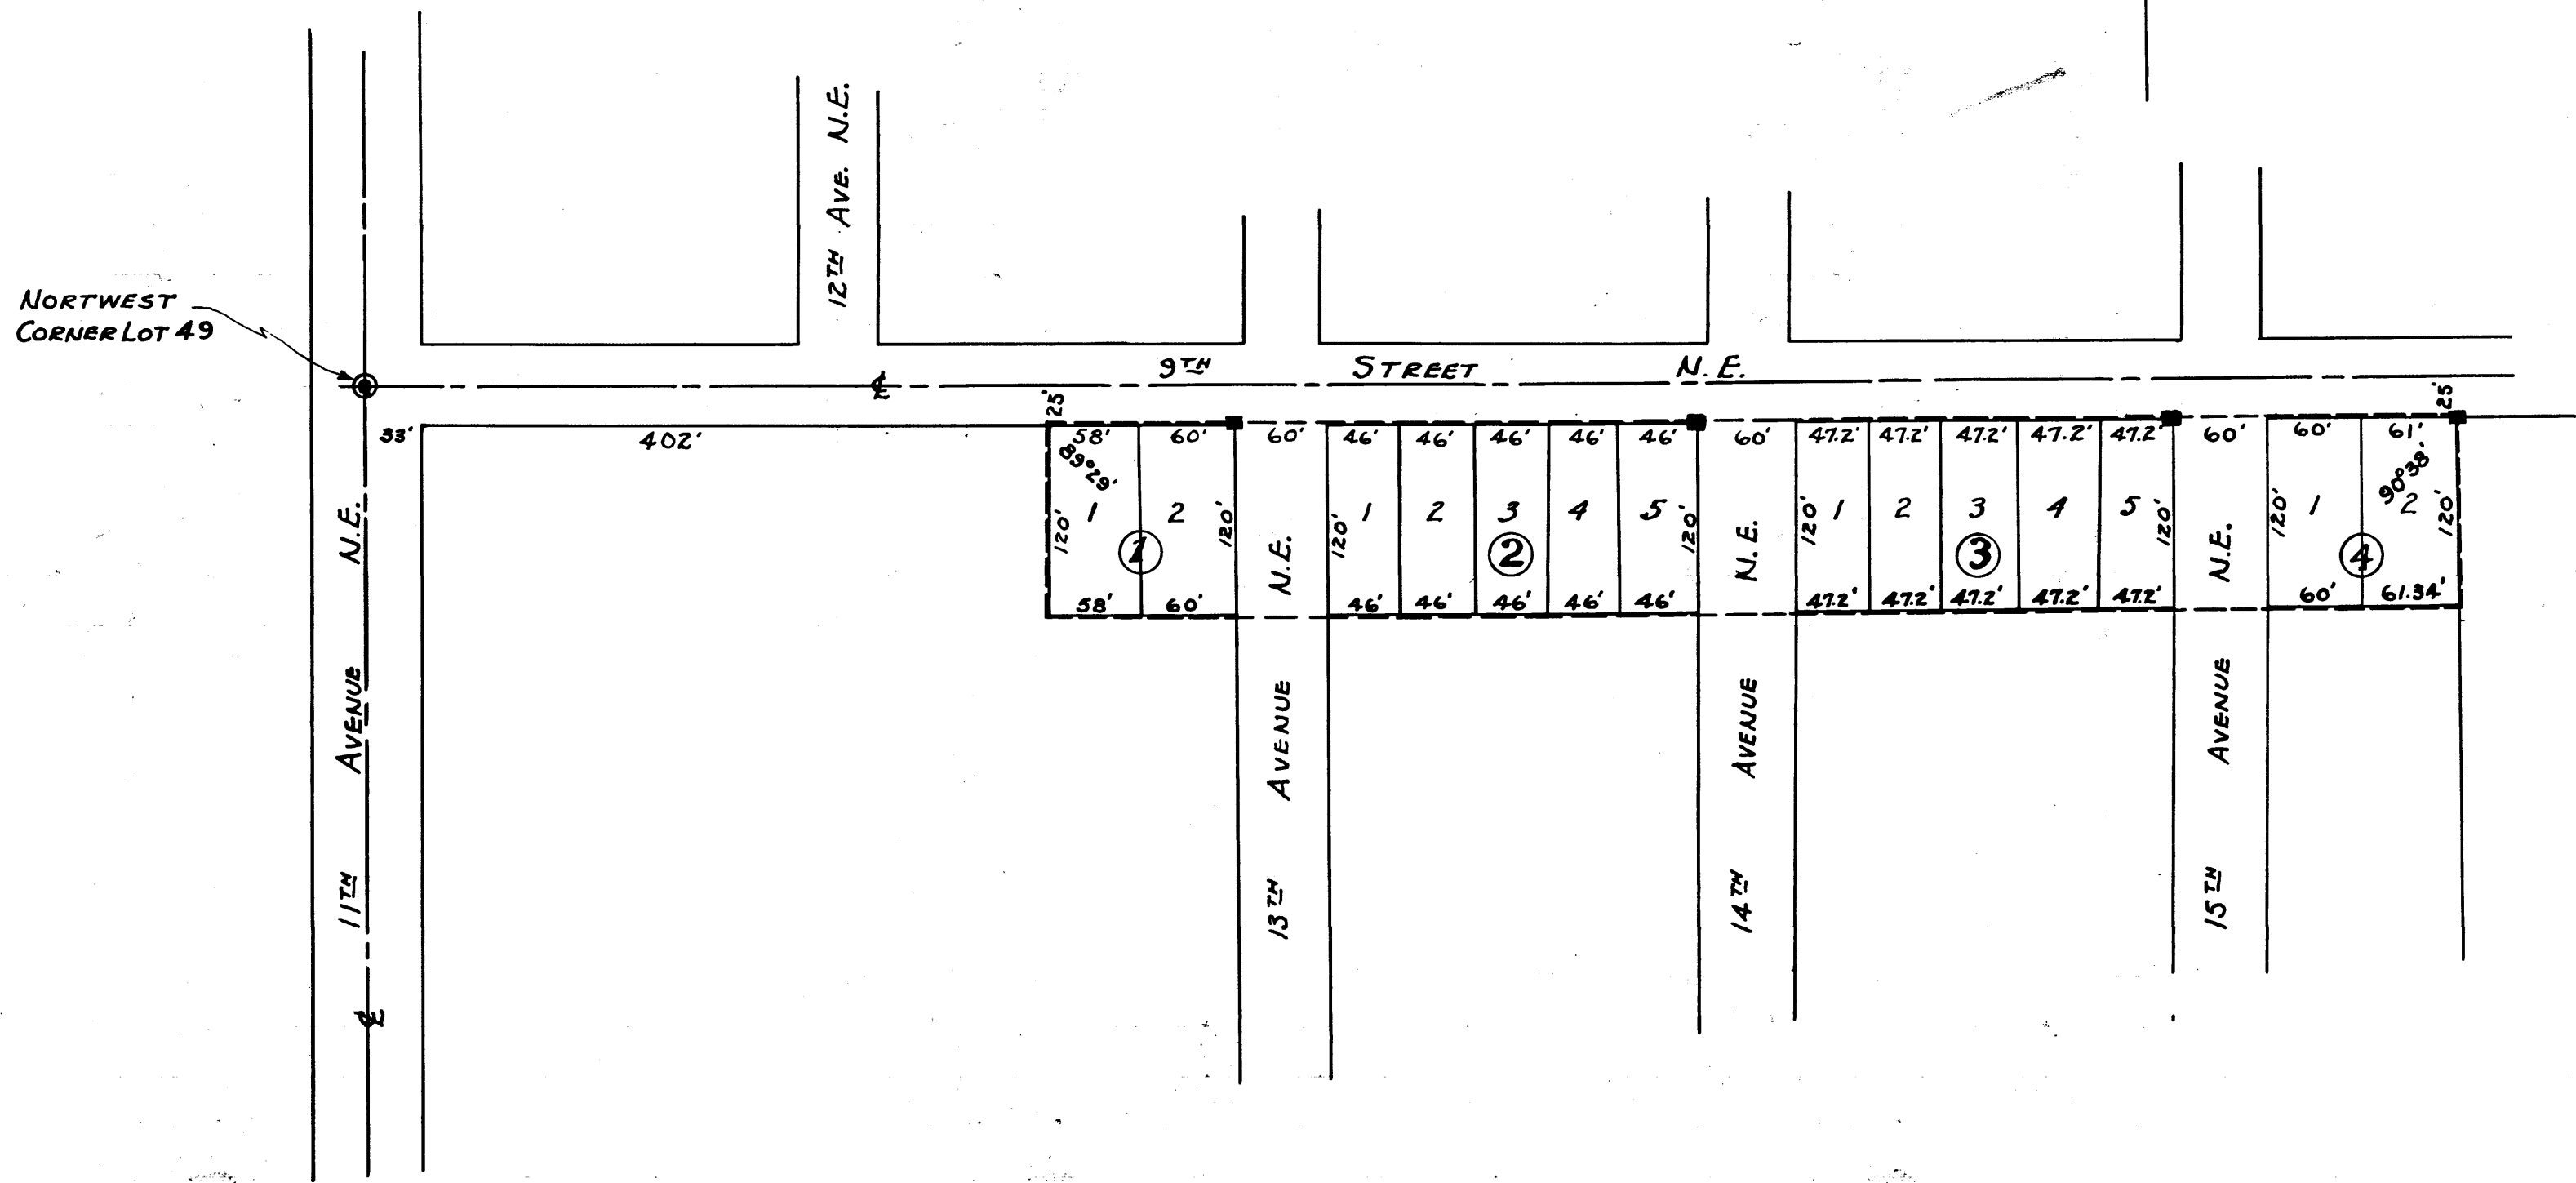 12TH AVE. N.E.
NORTWEST
CORNER LOT 49
9TH STREET N.E.
℄
25'
25'
33'
402'
58' 60' 60' 46' 46' 46' 46' 46' 60' 47.2' 47.2' 47.2' 47.2' 47.2' 60' 60' 61'
89°29'
90°38'
120' 1 2 120' 120' 1 2 3 4 5 120' 120' 1 2 3 4 5 120' 120' 1 2 120'
1 2 3 4
58' 60' 46' 46' 46' 46' 46' 47.2' 47.2' 47.2' 47.2' 47.2' 60' 61.34'
11TH AVENUE N.E.
13TH AVENUE N.E.
14TH AVENUE N.E.
15TH AVENUE N.E.
℄